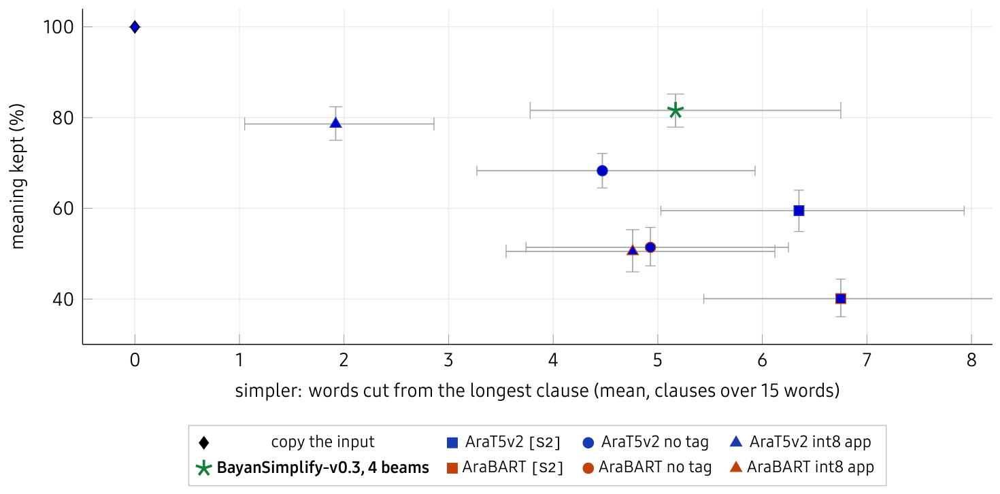 100
80
60
40
meaning kept (%)
0 1 2 3 4 5 6 7 8
simpler: words cut from the longest clause (mean, clauses over 15 words)
copy the input AraT5v2 [S2] AraT5v2 no tag AraT5v2 int8 app
BayanSimplify-v0.3, 4 beams AraBART [S2] AraBART no tag AraBART int8 app